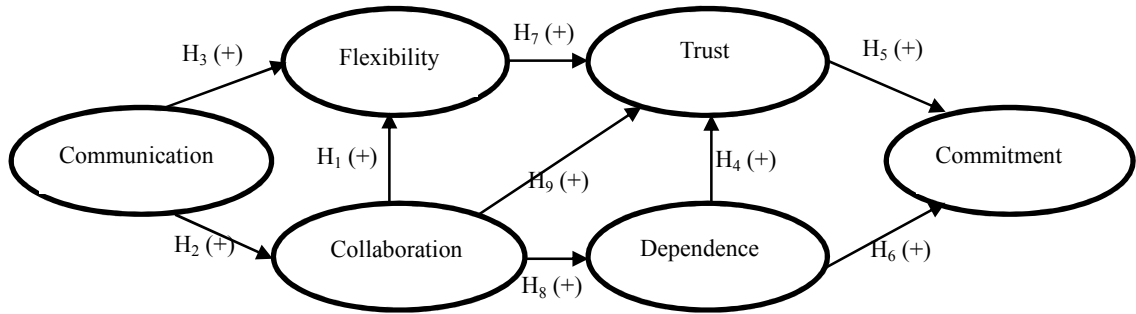 H₃ (+)
Flexibility
H₇ (+)
Trust
H₅ (+)
Communication
H₁ (+)
H₉ (+)
H₄ (+)
Commitment
H₂ (+)
Collaboration
H₈ (+)
Dependence
H₆ (+)